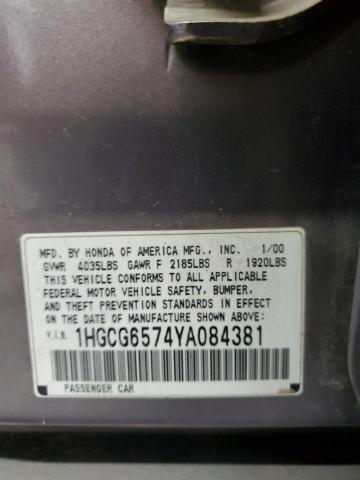 MFD. BY HONDA OF AMERICA MFG., INC. 1/00
GVWR 4035LBS GAWR F 2185LBS R 1920LBS
THIS VEHICLE CONFORMS TO ALL APPLICABLE
FEDERAL MOTOR VEHICLE SAFETY, BUMPER,
AND THEFT PREVENTION STANDARDS IN EFFECT
ON THE DATE OF MANUFACTURE SHOWN ABOVE.
V.I.N. 1HGCG6574YA084381
PASSENGER CAR